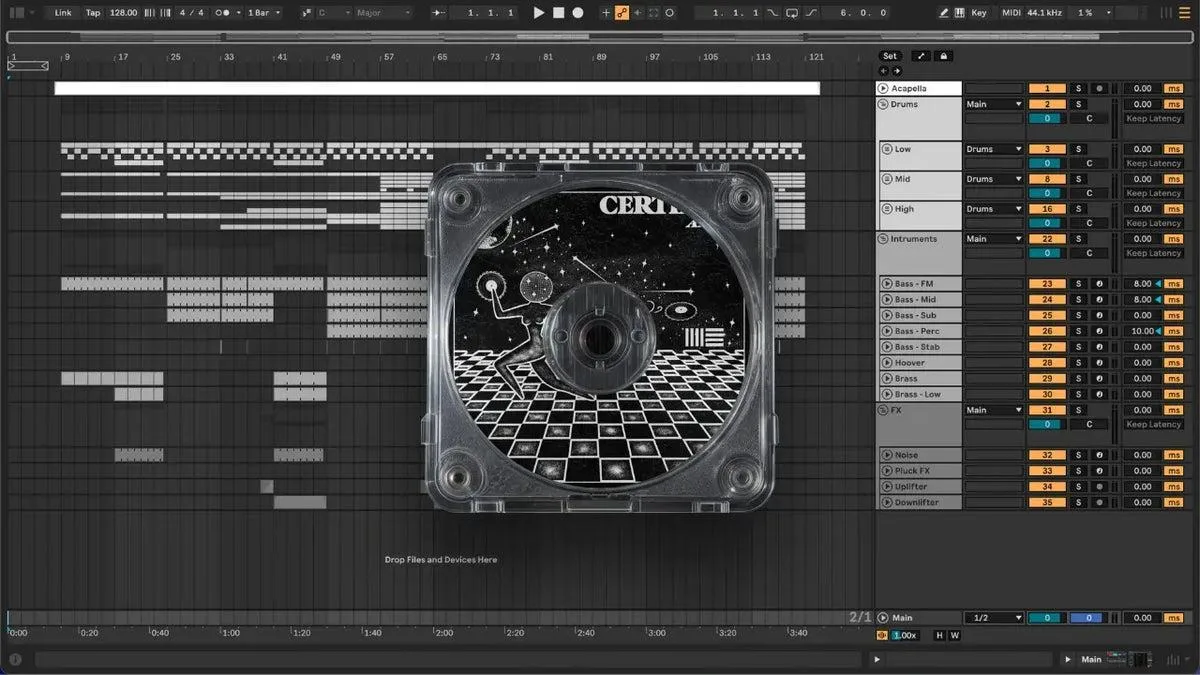 Link Tap 128.00 4 / 4 1 Bar C Major 1. 1. 1 1. 1. 1 6. 0. 0 Key MIDI 44.1 kHz 1 %
1 9 17 25 33 41 49 57 65 73 81 89 97 105 113 121 Set
Acapella 1 S 0.00 ms
Drums Main 2 S 0.00 ms
0 C Keep Latency
Low Drums 3 S 0.00 ms
0 C Keep Latency
Mid Drums 8 S 0.00 ms
0 C Keep Latency
CERTI
High Drums 16 S 0.00 ms
0 C Keep Latency
Intruments Main 22 S 0.00 ms
0 C Keep Latency
Bass - FM 23 S 8.00 ms
Bass - Mid 24 S 8.00 ms
Bass - Sub 25 S 0.00 ms
Bass - Perc 26 S 10.00 ms
Bass - Stab 27 S 0.00 ms
Hoover 28 S 0.00 ms
Brass 29 S 0.00 ms
Brass - Low 30 S 0.00 ms
FX Main 31 S 0.00 ms
0 C Keep Latency
Noise 32 S 0.00 ms
Pluck FX 33 S 0.00 ms
Uplifter 34 S 0.00 ms
Downlifter 35 S 0.00 ms
Drop Files and Devices Here
2/1 Main 1/2 0 0 0.00 ms
0:00 0:20 0:40 1:00 1:20 1:40 2:00 2:20 2:40 3:00 3:20 3:40 1.00x H W
Main